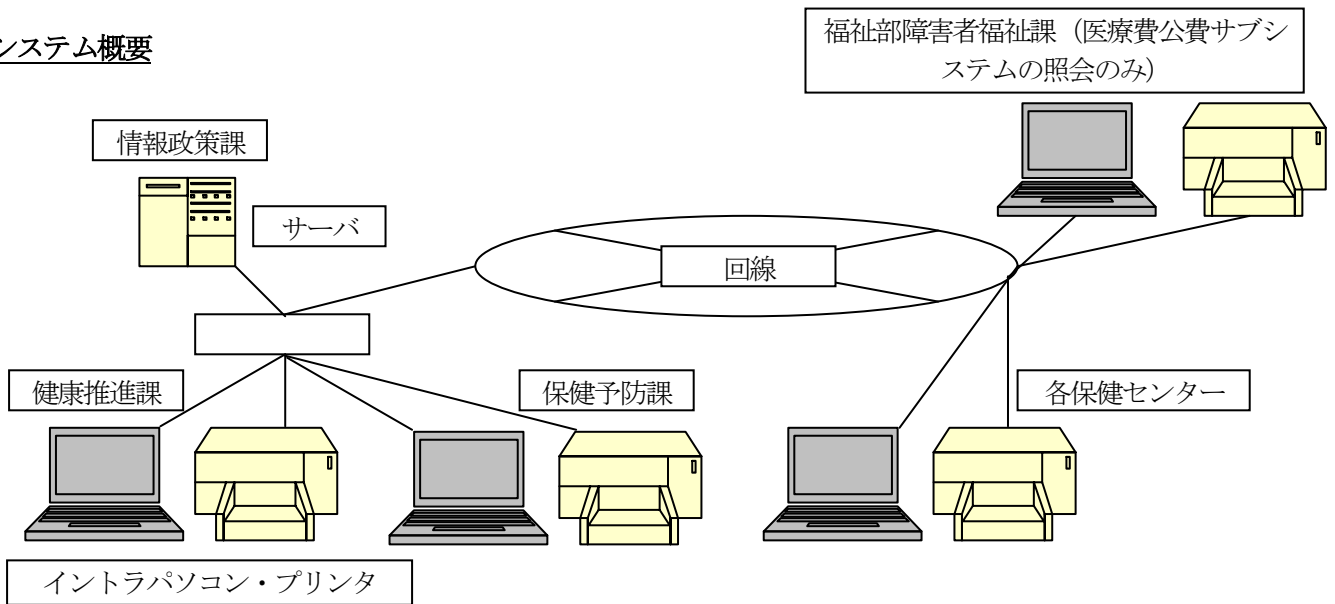 システム概要
福祉部障害者福祉課（医療費公費サブシ
ステムの照会のみ）
情報政策課
サーバ
回線
健康推進課
保健予防課
各保健センター
イントラパソコン・プリンタ